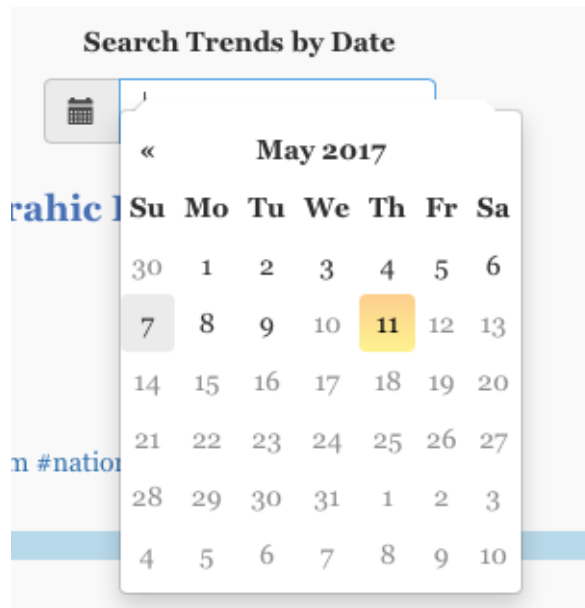 Search Trends by Date
« May 2017
rahic
Su Mo Tu We Th Fr Sa
30 1 2 3 4 5 6
7 8 9 10 11 12 13
14 15 16 17 18 19 20
21 22 23 24 25 26 27
m #nation
28 29 30 31 1 2 3
4 5 6 7 8 9 10